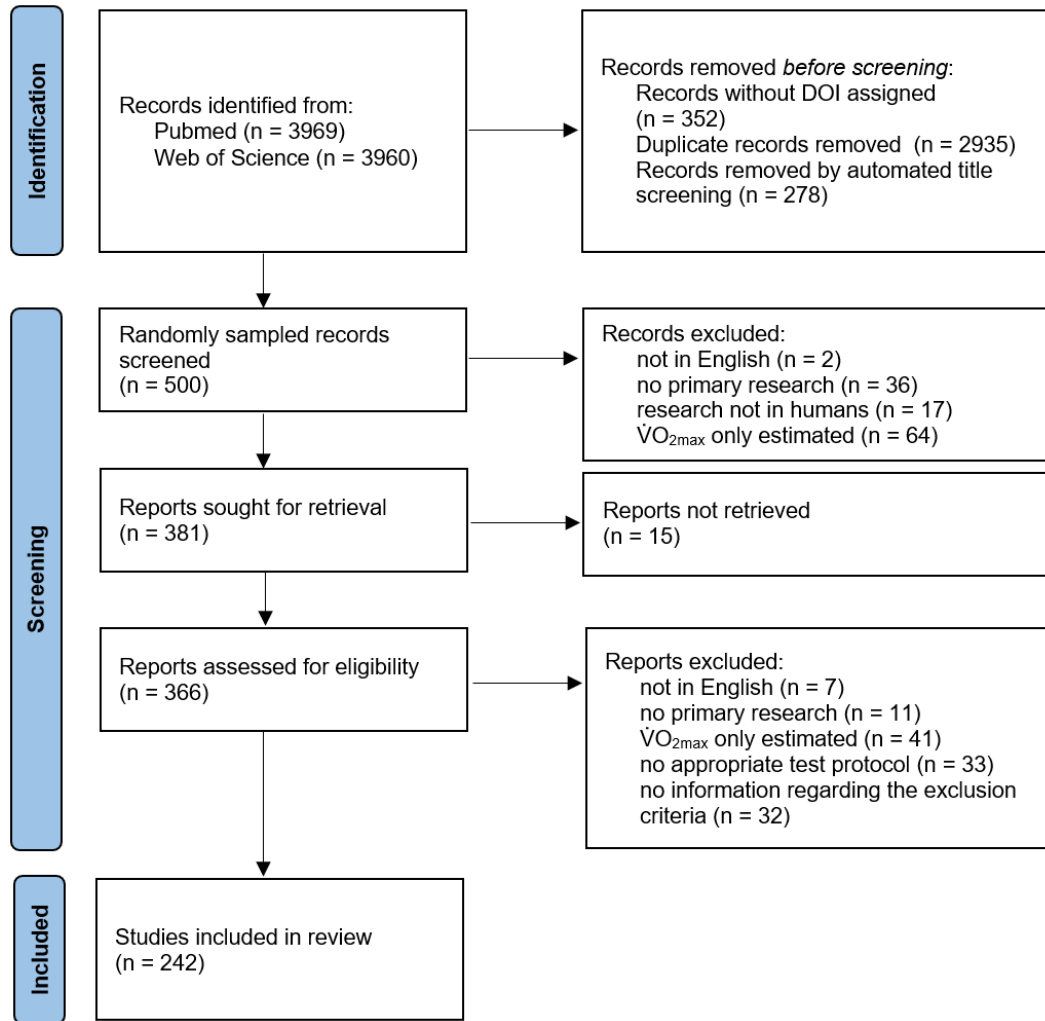 Identification
Records identified from:
Pubmed (n = 3969)
Web of Science (n = 3960)
Records removed before screening:
Records without DOI assigned
(n = 352)
Duplicate records removed  (n = 2935)
Records removed by automated title
screening (n = 278)
Screening
Randomly sampled records
screened
(n = 500)
Records excluded:
not in English (n = 2)
no primary research (n = 36)
research not in humans (n = 17)
V̇O₂max only estimated (n = 64)
Reports sought for retrieval
(n = 381)
Reports not retrieved
(n = 15)
Reports assessed for eligibility
(n = 366)
Reports excluded:
not in English (n = 7)
no primary research (n = 11)
V̇O₂max only estimated (n = 41)
no appropriate test protocol (n = 33)
no information regarding the exclusion
criteria (n = 32)
Included
Studies included in review
(n = 242)